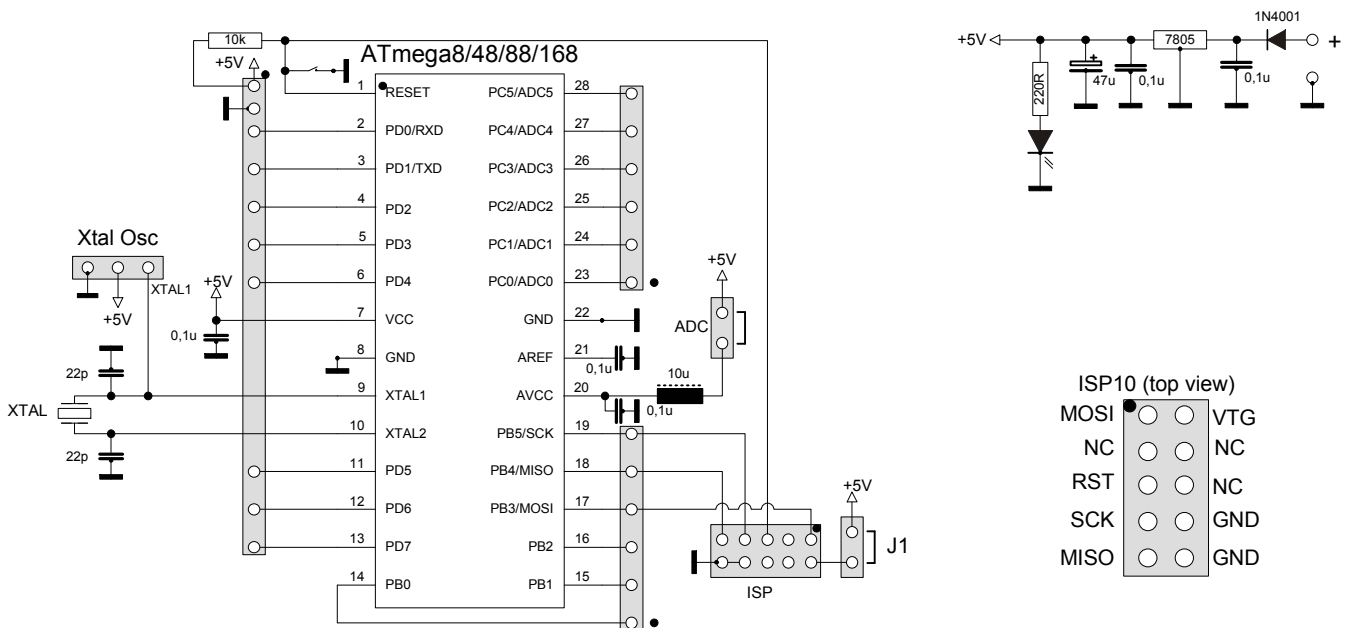 10k
+5V
ATmega8/48/88/168
1 RESET PC5/ADC5 28
2 PD0/RXD PC4/ADC4 27
3 PD1/TXD PC3/ADC3 26
4 PD2 PC2/ADC2 25
5 PD3 PC1/ADC1 24
6 PD4 PC0/ADC0 23
7 VCC GND 22
8 GND AREF 21
9 XTAL1 AVCC 20
10 XTAL2 PB5/SCK 19
11 PD5 PB4/MISO 18
12 PD6 PB3/MOSI 17
13 PD7 PB2 16
14 PB0 PB1 15
Xtal Osc
XTAL1
+5V
+5V
0,1u
22p
XTAL
22p
+5V
ADC
0,1u
10u
0,1u
+5V
J1
ISP
1N4001
+5V
7805
+
220R
47u
0,1u
0,1u
ISP10 (top view)
MOSI VTG
NC NC
RST NC
SCK GND
MISO GND